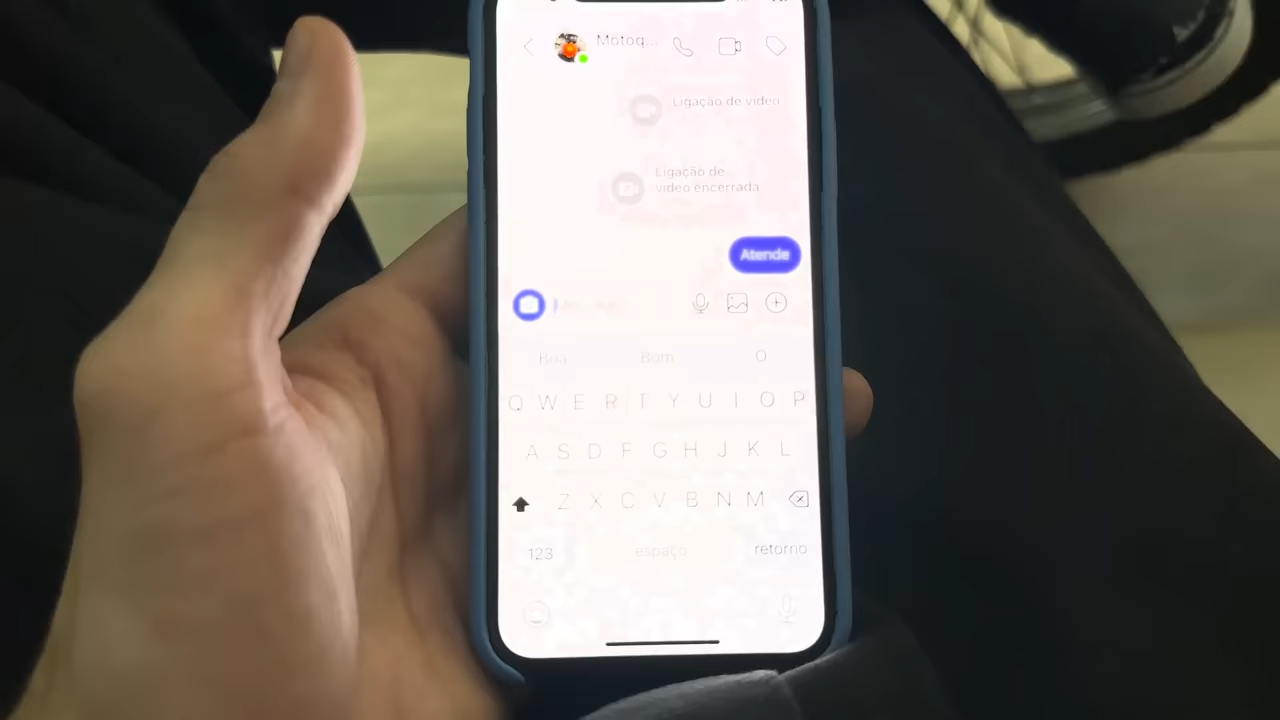 Motoq...
Ligação de vídeo
Ligação de
vídeo encerrada
Atende
Boa Bom O
Q W E R T Y U I O P
A S D F G H J K L
Z X C V B N M
123 espaço retorno